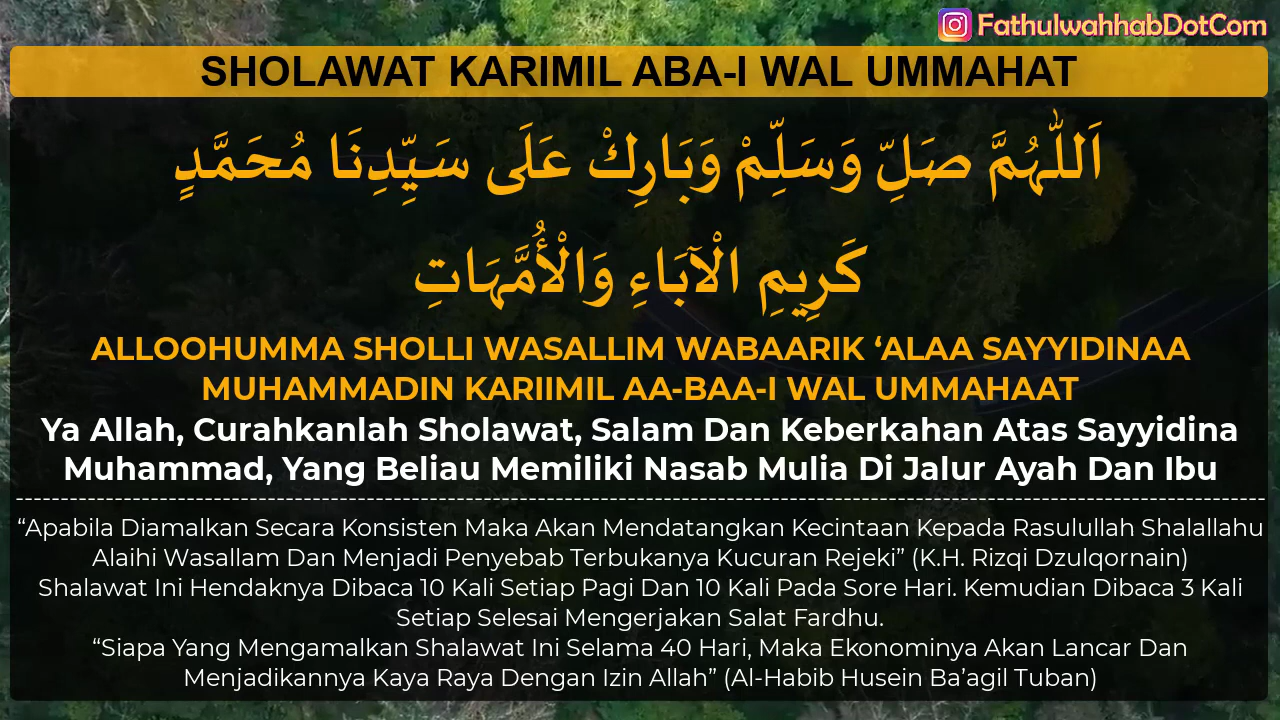 FathulwahhabDotCom
SHOLAWAT KARIMIL ABA-I WAL UMMAHAT
اَللّٰهُمَّ صَلِّ وَسَلِّمْ وَبَارِكْ عَلَى سَيِّدِنَا مُحَمَّدٍ
كَرِيمِ الْآبَاءِ وَالْأُمَّهَاتِ
ALLOOHUMMA SHOLLI WASALLIM WABAARIK ‘ALAA SAYYIDINAA
MUHAMMADIN KARIIMIL AA-BAA-I WAL UMMAHAAT
Ya Allah, Curahkanlah Sholawat, Salam Dan Keberkahan Atas Sayyidina
Muhammad, Yang Beliau Memiliki Nasab Mulia Di Jalur Ayah Dan Ibu
“Apabila Diamalkan Secara Konsisten Maka Akan Mendatangkan Kecintaan Kepada Rasulullah Shalallahu
Alaihi Wasallam Dan Menjadi Penyebab Terbukanya Kucuran Rejeki” (K.H. Rizqi Dzulqornain)
Shalawat Ini Hendaknya Dibaca 10 Kali Setiap Pagi Dan 10 Kali Pada Sore Hari. Kemudian Dibaca 3 Kali
Setiap Selesai Mengerjakan Salat Fardhu.
“Siapa Yang Mengamalkan Shalawat Ini Selama 40 Hari, Maka Ekonominya Akan Lancar Dan
Menjadikannya Kaya Raya Dengan Izin Allah” (Al-Habib Husein Ba’agil Tuban)